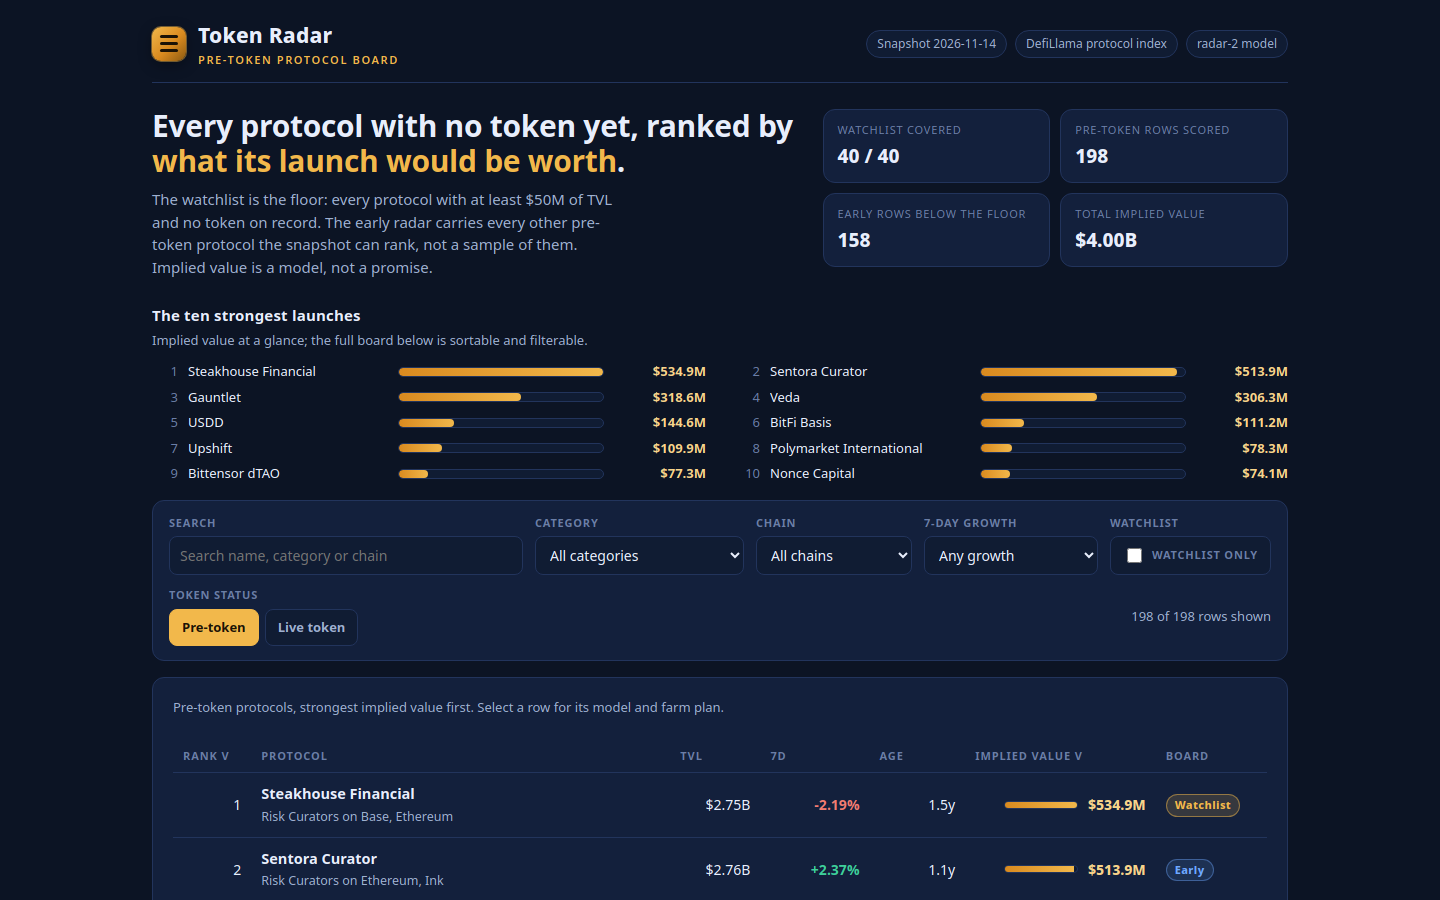 Token Radar
PRE-TOKEN PROTOCOL BOARD
Snapshot 2026-11-14
DefiLlama protocol index
radar-2 model
Every protocol with no token yet, ranked by
what its launch would be worth.
The watchlist is the floor: every protocol with at least $50M of TVL
and no token on record. The early radar carries every other pre-
token protocol the snapshot can rank, not a sample of them.
Implied value is a model, not a promise.
WATCHLIST COVERED
40 / 40
PRE-TOKEN ROWS SCORED
198
EARLY ROWS BELOW THE FLOOR
158
TOTAL IMPLIED VALUE
$4.00B
The ten strongest launches
Implied value at a glance; the full board below is sortable and filterable.
1 Steakhouse Financial $534.9M
2 Sentora Curator $513.9M
3 Gauntlet $318.6M
4 Veda $306.3M
5 USDD $144.6M
6 BitFi Basis $111.2M
7 Upshift $109.9M
8 Polymarket International $78.3M
9 Bittensor dTAO $77.3M
10 Nonce Capital $74.1M
SEARCH
Search name, category or chain
CATEGORY
All categories
CHAIN
All chains
7-DAY GROWTH
Any growth
WATCHLIST
WATCHLIST ONLY
TOKEN STATUS
Pre-token
Live token
198 of 198 rows shown
Pre-token protocols, strongest implied value first. Select a row for its model and farm plan.
RANK V PROTOCOL TVL 7D AGE IMPLIED VALUE V BOARD
1 Steakhouse Financial $2.75B -2.19% 1.5y $534.9M Watchlist
Risk Curators on Base, Ethereum
2 Sentora Curator $2.76B +2.37% 1.1y $513.9M Early
Risk Curators on Ethereum, Ink